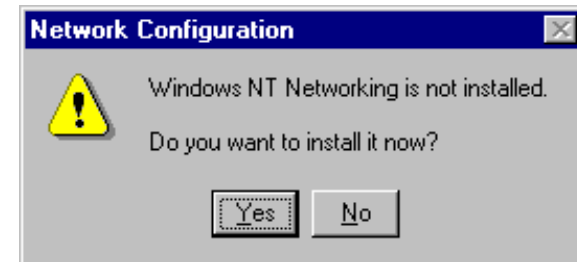 Network Configuration
Windows NT Networking is not installed.
Do you want to install it now?
Yes No